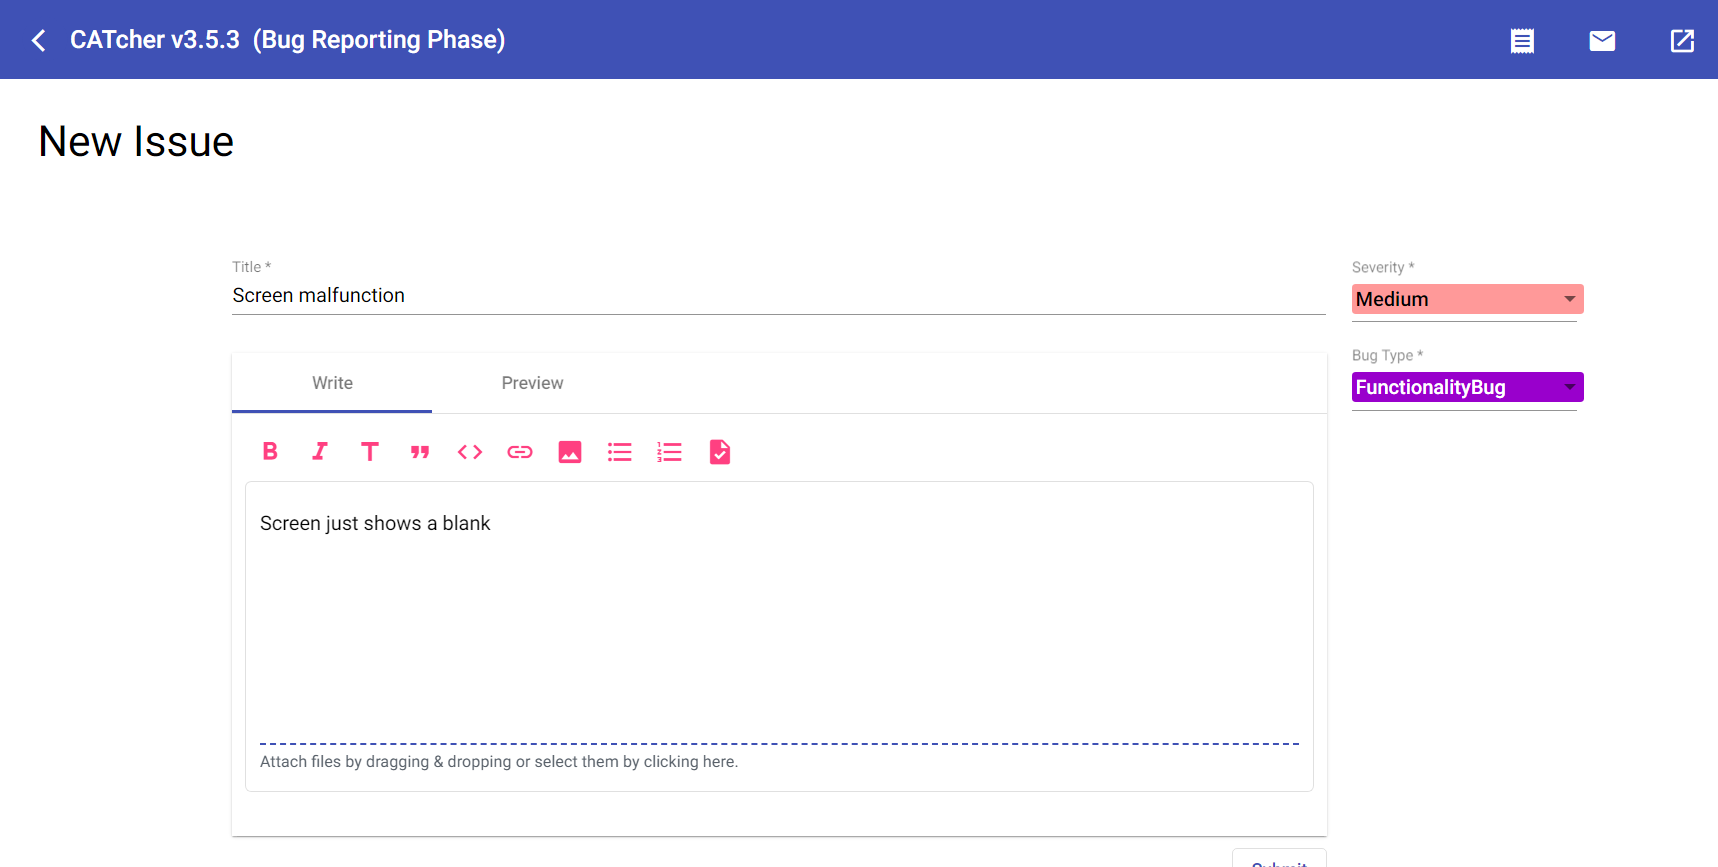 CATcher v3.5.3 (Bug Reporting Phase)
New Issue
Title *
Screen malfunction
Severity *
Medium
Bug Type *
FunctionalityBug
Write Preview
Screen just shows a blank
Attach files by dragging & dropping or select them by clicking here.
Submit